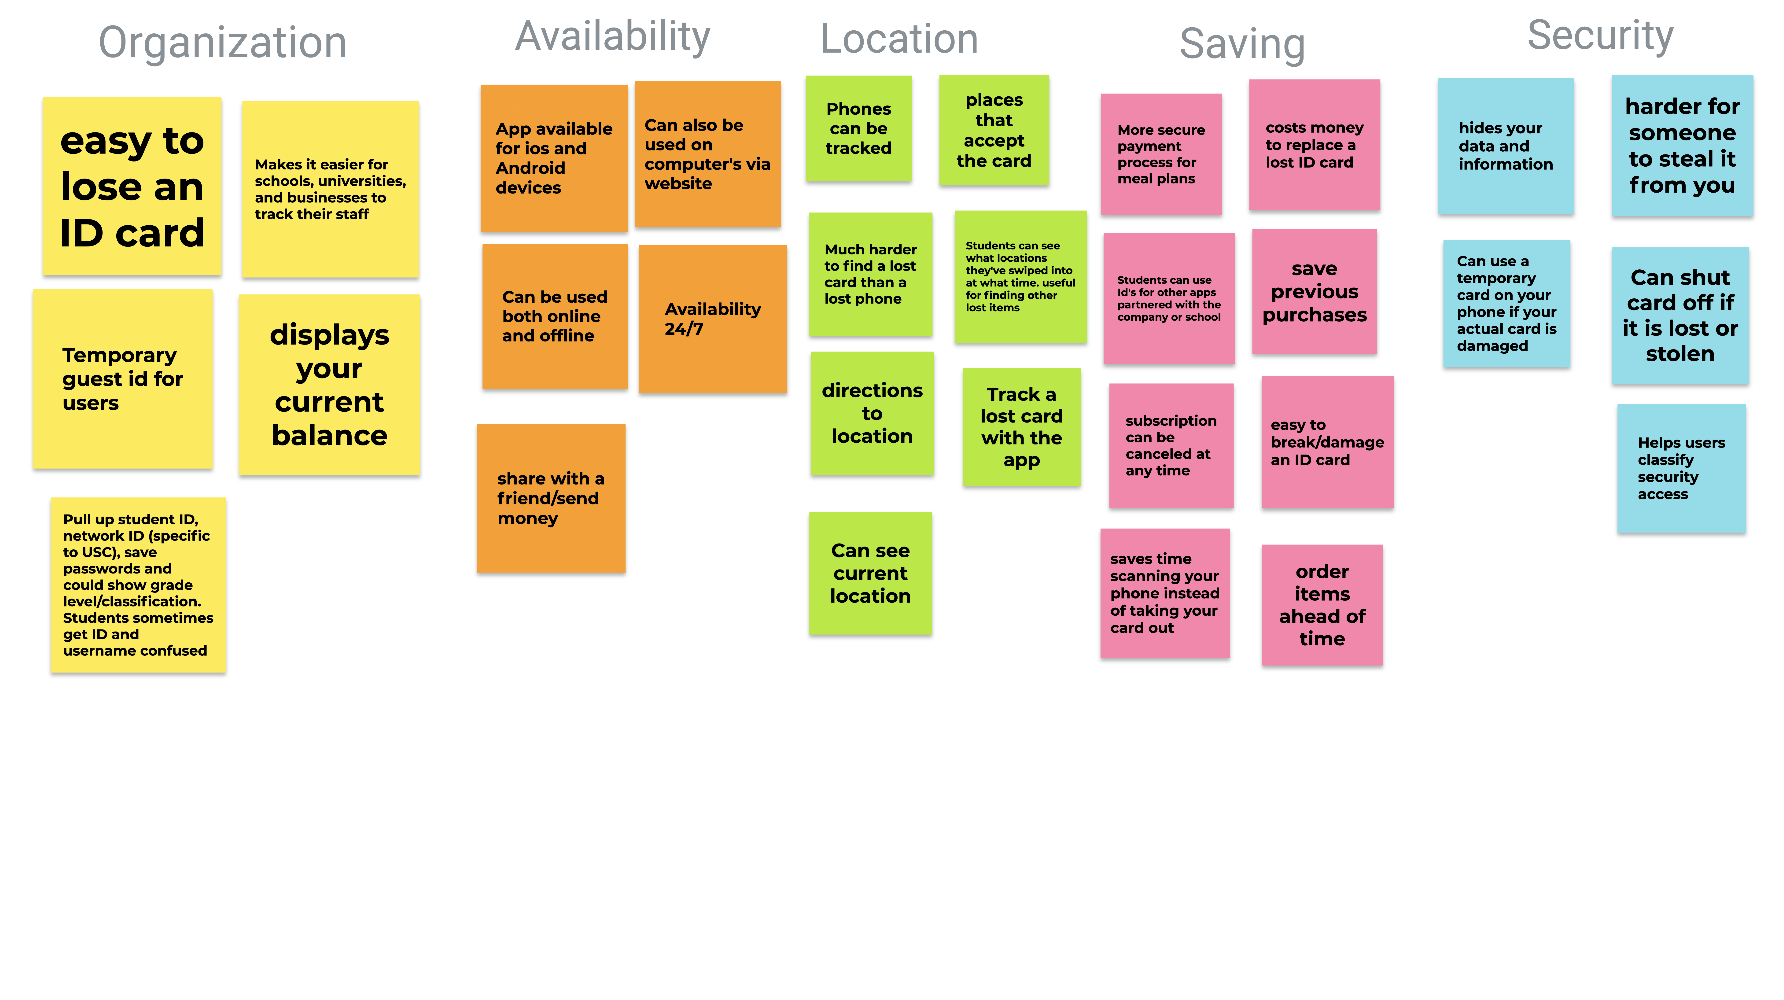 Organization
easy to
lose an
ID card
Makes it easier for
schools, universities,
and businesses to
track their staff
Temporary
guest id for
users
displays
your
current
balance
Pull up student ID,
network ID (specific
to USC), save
passwords and
could show grade
level/classification.
Students sometimes
get ID and
username confused
Availability
App available
for ios and
Android
devices
Can also be
used on
computer's via
website
Can be used
both online
and offline
Availability
24/7
share with a
friend/send
money
Location
Phones
can be
tracked
places
that
accept
the card
Much harder
to find a lost
card than a
lost phone
Students can see
what locations
they've swiped into
at what time. useful
for finding other
lost items
directions
to
location
Track a
lost card
with the
app
Can see
current
location
Saving
More secure
payment
process for
meal plans
costs money
to replace a
lost ID card
Students can use
Id's for other apps
partnered with the
company or school
save
previous
purchases
subscription
can be
canceled at
any time
easy to
break/damage
an ID card
saves time
scanning your
phone instead
of taking your
card out
order
items
ahead of
time
Security
hides your
data and
information
harder for
someone
to steal it
from you
Can use a
temporary
card on your
phone if your
actual card is
damaged
Can shut
card off if
it is lost or
stolen
Helps users
classify
security
access